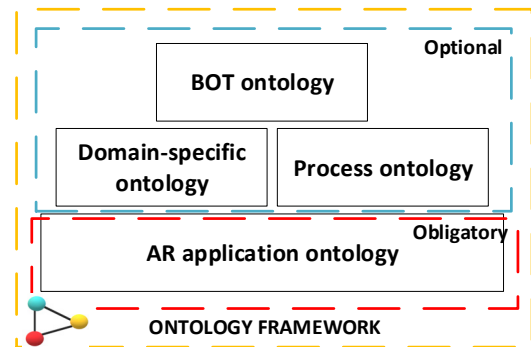 Optional
BOT ontology
Domain-specific
ontology
Process ontology
Obligatory
AR application ontology
ONTOLOGY FRAMEWORK